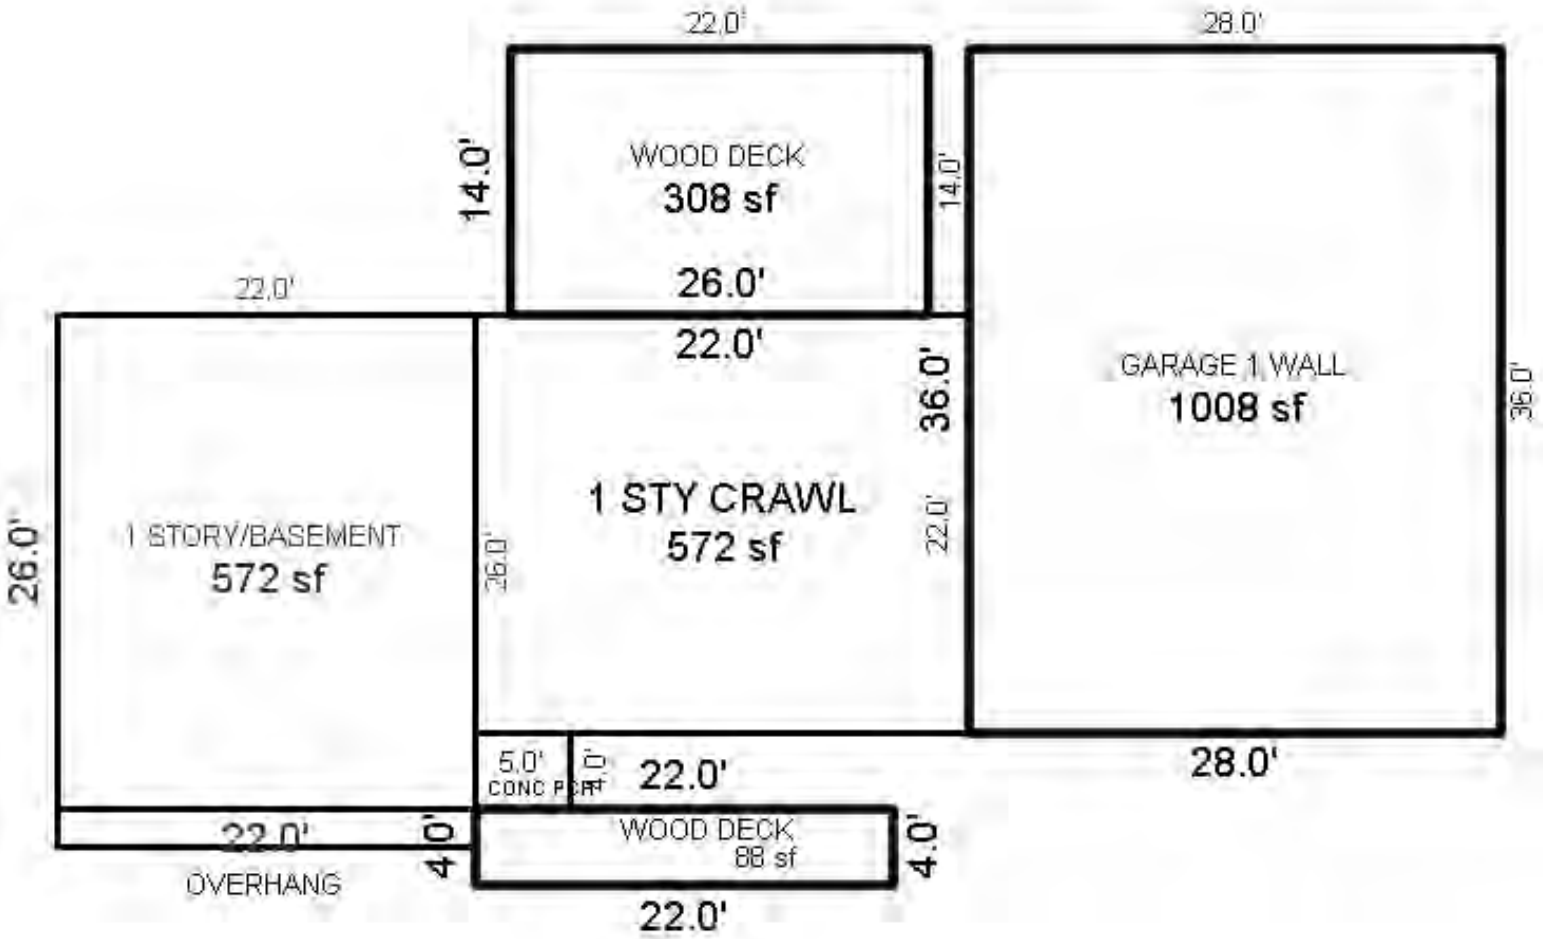 22.0'
28.0'
14.0'
WOOD DECK
308 sf
14.0'
26.0'
22.0'
22.0'
36.0'
GARAGE 1 WALL
1008 sf
36.0'
26.0'
1 STORY/BASEMENT
572 sf
26.0'
1 STY CRAWL
572 sf
22.0'
28.0'
5.0'
22.0'
CONC
22.0'
4.0'
WOOD DECK
88 sf
4.0'
OVERHANG
22.0'